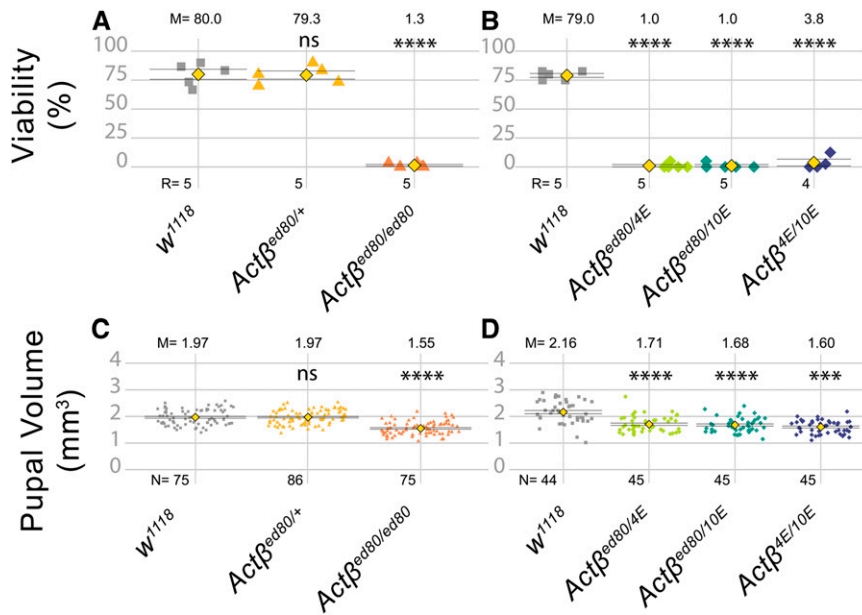 A
M= 80.0 79.3 1.3
ns ****
100
75
50
25
0
Viability
(%)
R= 5 5 5
w1118 Actβed80/+ Actβed80/ed80
B
M= 79.0 1.0 1.0 3.8
**** **** ****
100
75
50
25
0
R= 5 5 5 4
w1118 Actβed80/4E Actβed80/10E Actβ4E/10E
C
M= 1.97 1.97 1.55
ns ****
4
3
2
1
0
Pupal Volume
(mm3)
N= 75 86 75
w1118 Actβed80/+ Actβed80/ed80
D
M= 2.16 1.71 1.68 1.60
**** **** ***
4
3
2
1
0
N= 44 45 45 45
w1118 Actβed80/4E Actβed80/10E Actβ4E/10E